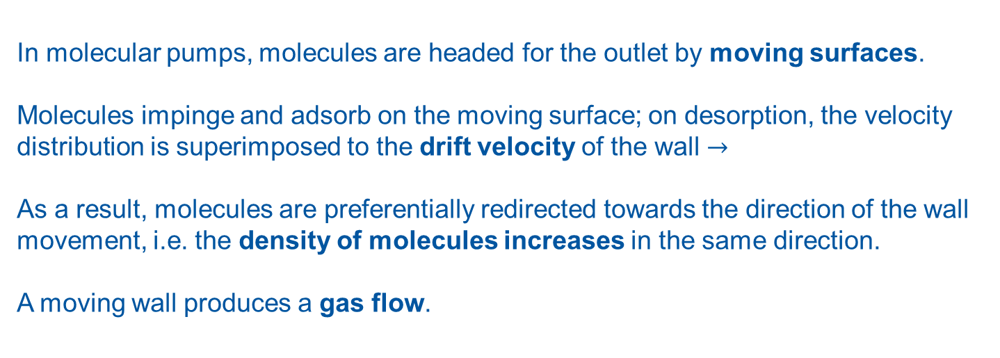 In molecular pumps, molecules are headed for the outlet by moving surfaces.
Molecules impinge and adsorb on the moving surface; on desorption, the velocity
distribution is superimposed to the drift velocity of the wall →
As a result, molecules are preferentially redirected towards the direction of the wall
movement, i.e. the density of molecules increases in the same direction.
A moving wall produces a gas flow.